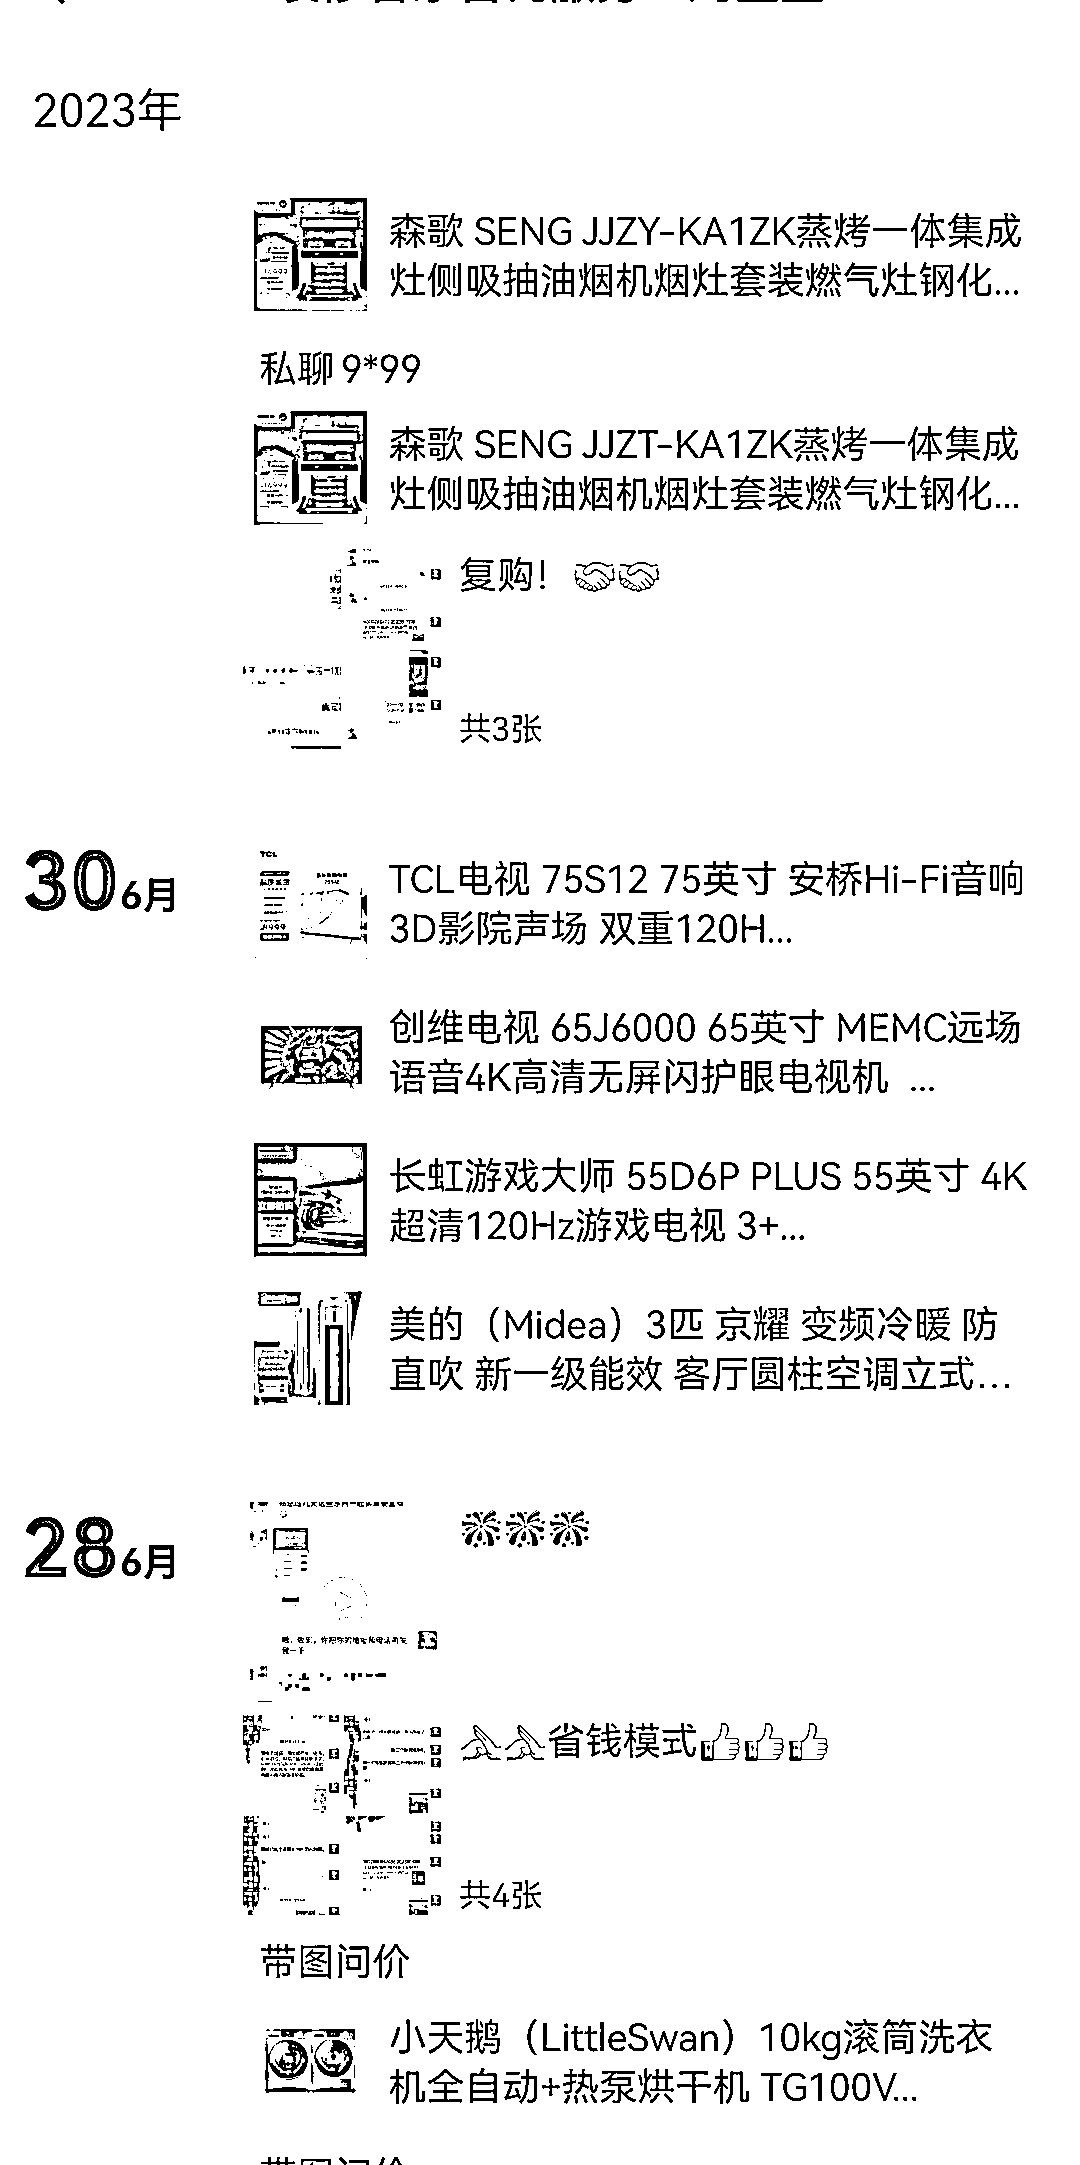 2023年
森歌 SENG JJZY-KA1ZK蒸烤一体集成
灶侧吸抽油烟机烟灶套装燃气灶钢化...
私聊 9*99
森歌 SENG JJZT-KA1ZK蒸烤一体集成
灶侧吸抽油烟机烟灶套装燃气灶钢化...
复购！🤝🤝
共3张
30 6月
TCL
TCL电视 75S12 75英寸 安桥Hi-Fi音响
3D影院声场 双重120H...
创维电视 65J6000 65英寸 MEMC远场
语音4K高清无屏闪护眼电视机 ...
长虹游戏大师 55D6P PLUS 55英寸 4K
超清120Hz游戏电视 3+...
美的（Midea）3匹 京耀 变频冷暖 防
直吹 新一级能效 客厅圆柱空调立式...
28 6月
🎆🎆🎆
省钱模式👍👍👍
共4张
带图问价
小天鹅（LittleSwan）10kg滚筒洗衣
机全自动+热泵烘干机 TG100V...